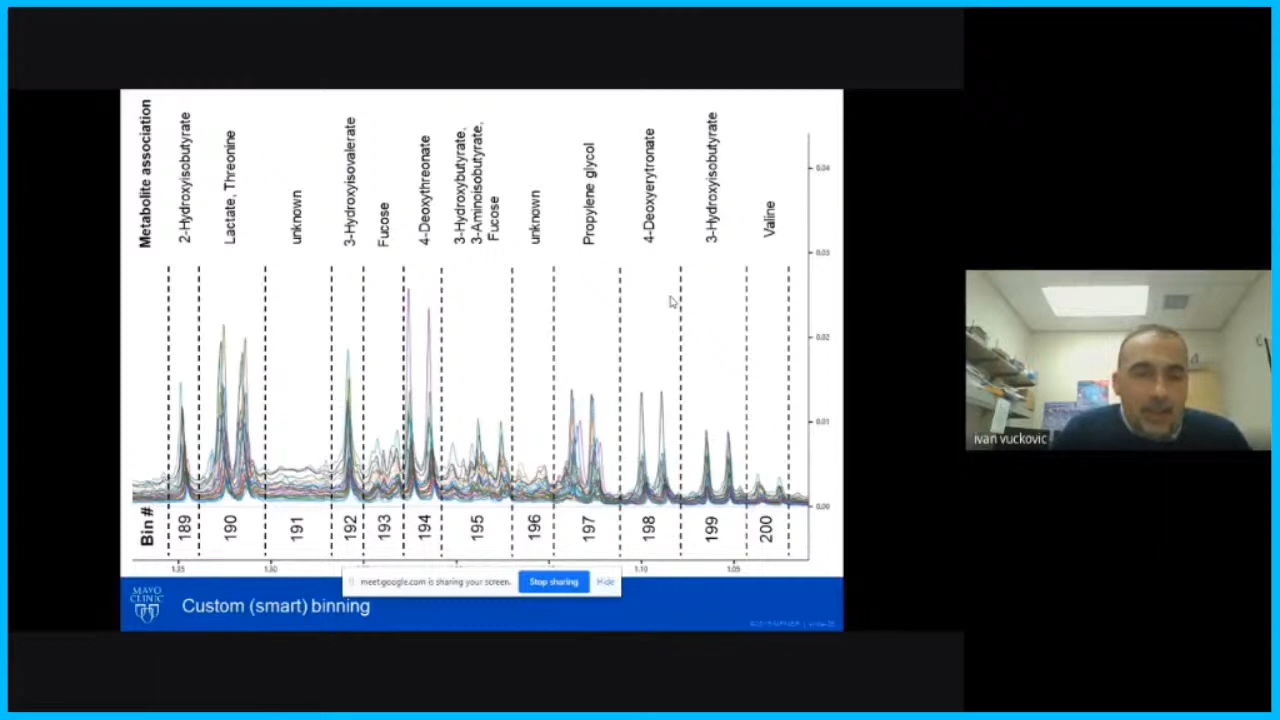 Metabolite association
2-Hydroxyisobutyrate
Lactate, Threonine
unknown
3-Hydroxyisovalerate
Fucose
4-Deoxythreonate
3-Hydroxybutyrate,
3-Aminoisobutyrate,
Fucose
unknown
Propylene glycol
4-Deoxyerytronate
3-Hydroxyisobutyrate
Valine
0.04
0.03
0.02
0.01
0.00
Bin #
189
190
191
192
193
194
195
196
197
198
199
200
1.35
1.30
1.10
1.05
meet.google.com is sharing your screen.
Stop sharing
Hide
MAYO
CLINIC
Custom (smart) binning
ivan vuckovic